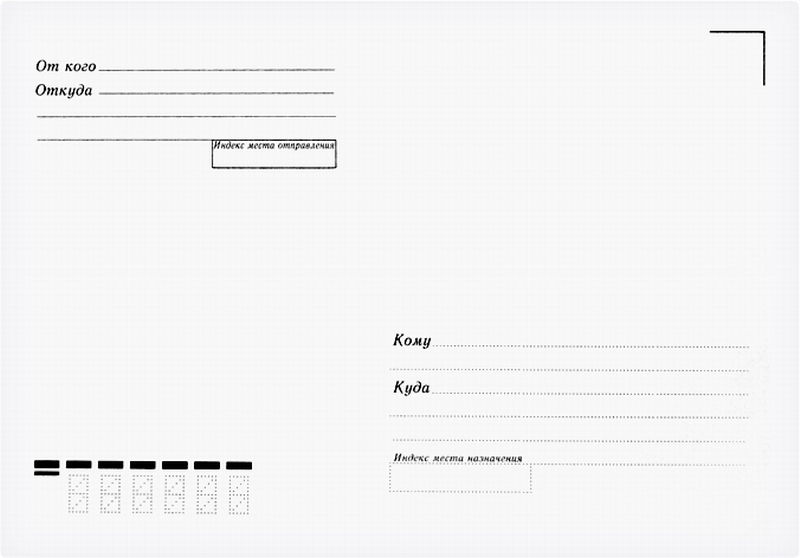 От кого
Откуда
Индекс места отправления
Кому
Куда
Индекс места назначения